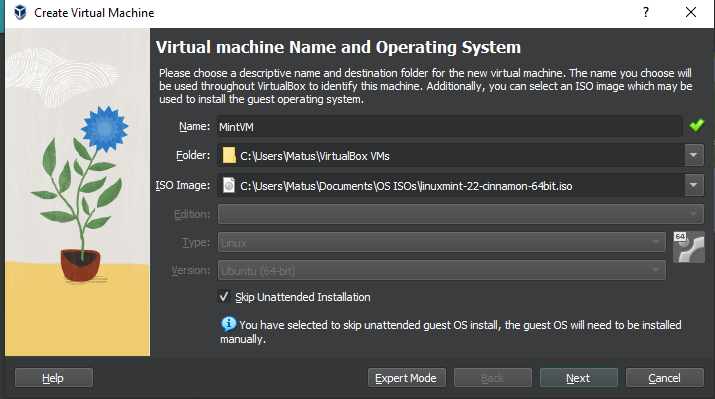 Create Virtual Machine
? ×
Virtual machine Name and Operating System
Please choose a descriptive name and destination folder for the new virtual machine. The name you choose will
be used throughout VirtualBox to identify this machine. Additionally, you can select an ISO image which may be
used to install the guest operating system.
Name: MintVM
Folder: C:\Users\Matus\VirtualBox VMs
ISO Image: C:\Users\Matus\Documents\OS ISOs\linuxmint-22-cinnamon-64bit.iso
Edition:
Type: Linux
64
Version: Ubuntu (64-bit)
Skip Unattended Installation
You have selected to skip unattended guest OS install, the guest OS will need to be installed
manually.
Help Expert Mode Back Next Cancel